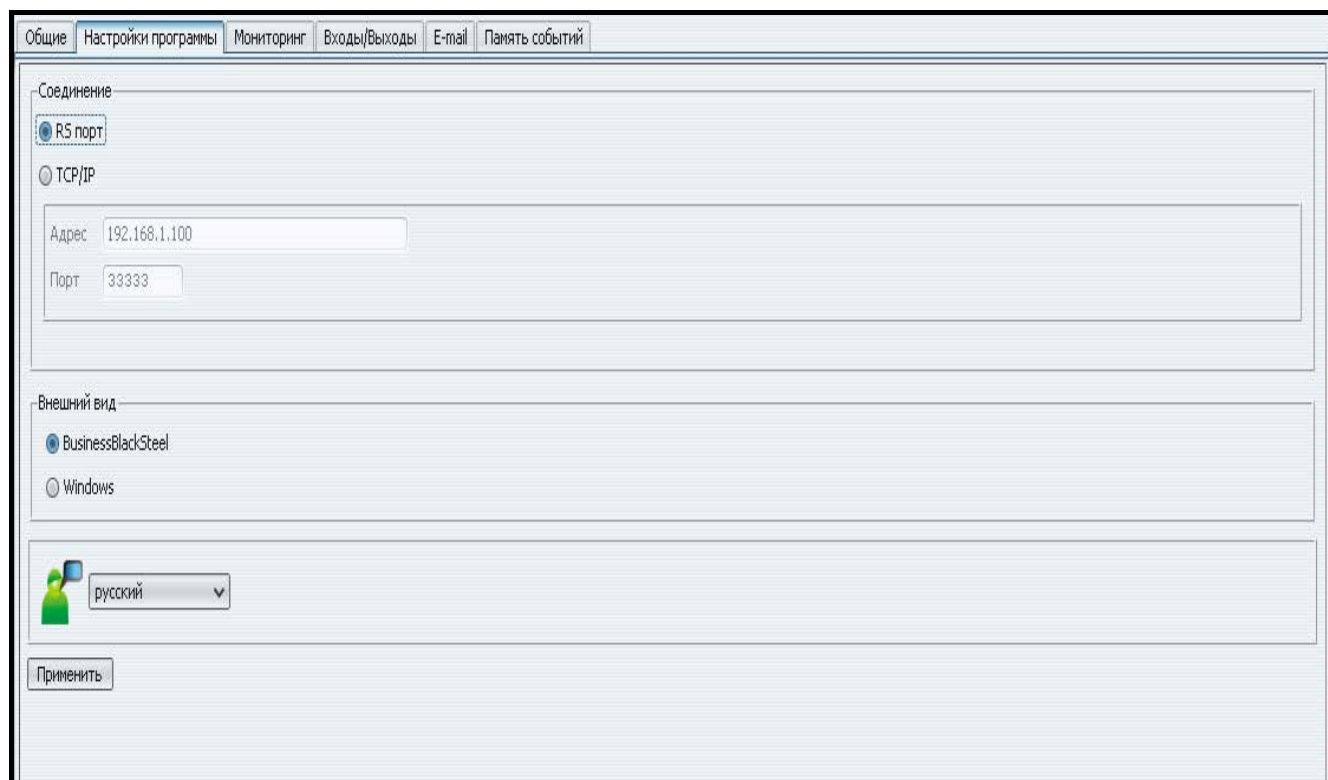 Общие Настройки программы Мониторинг Входы/Выходы E-mail Память событий
Соединение
RS порт
TCP/IP
Адрес 192.168.1.100
Порт 33333
Внешний вид
BusinessBlackSteel
Windows
русский
Применить